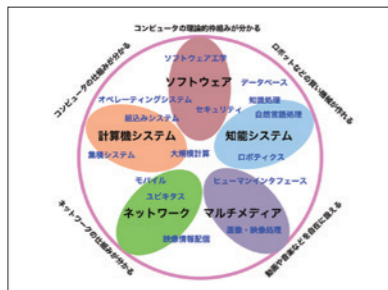 コンピュータの理論的枠組みが分かる
コンピュータの仕組みが分かる
ロボットなどの賢い機械が作れる
ソフトウェア工学
ソフトウェア
データベース
オペレーティングシステム
セキュリティ
知識処理
組込みシステム
自然言語処理
計算機システム
知能システム
集積システム
大規模計算
ロボティクス
モバイル
ヒューマンインタフェース
ユビキタス
ネットワーク
マルチメディア
画像・映像処理
映像情報配信
ネットワークの仕組みが分かる
動画や音楽などを自在に扱える